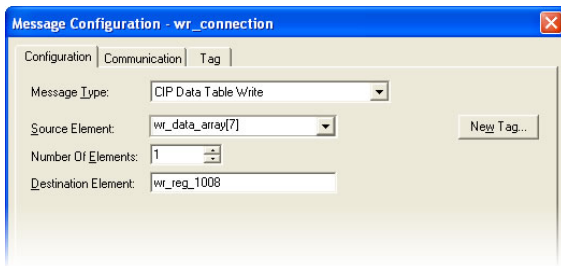 Message Configuration - wr_connection
Configuration Communication Tag
Message Type: CIP Data Table Write
Source Element: wr_data_array[7] New Tag...
Number Of Elements: 1
Destination Element: wr_reg_1008